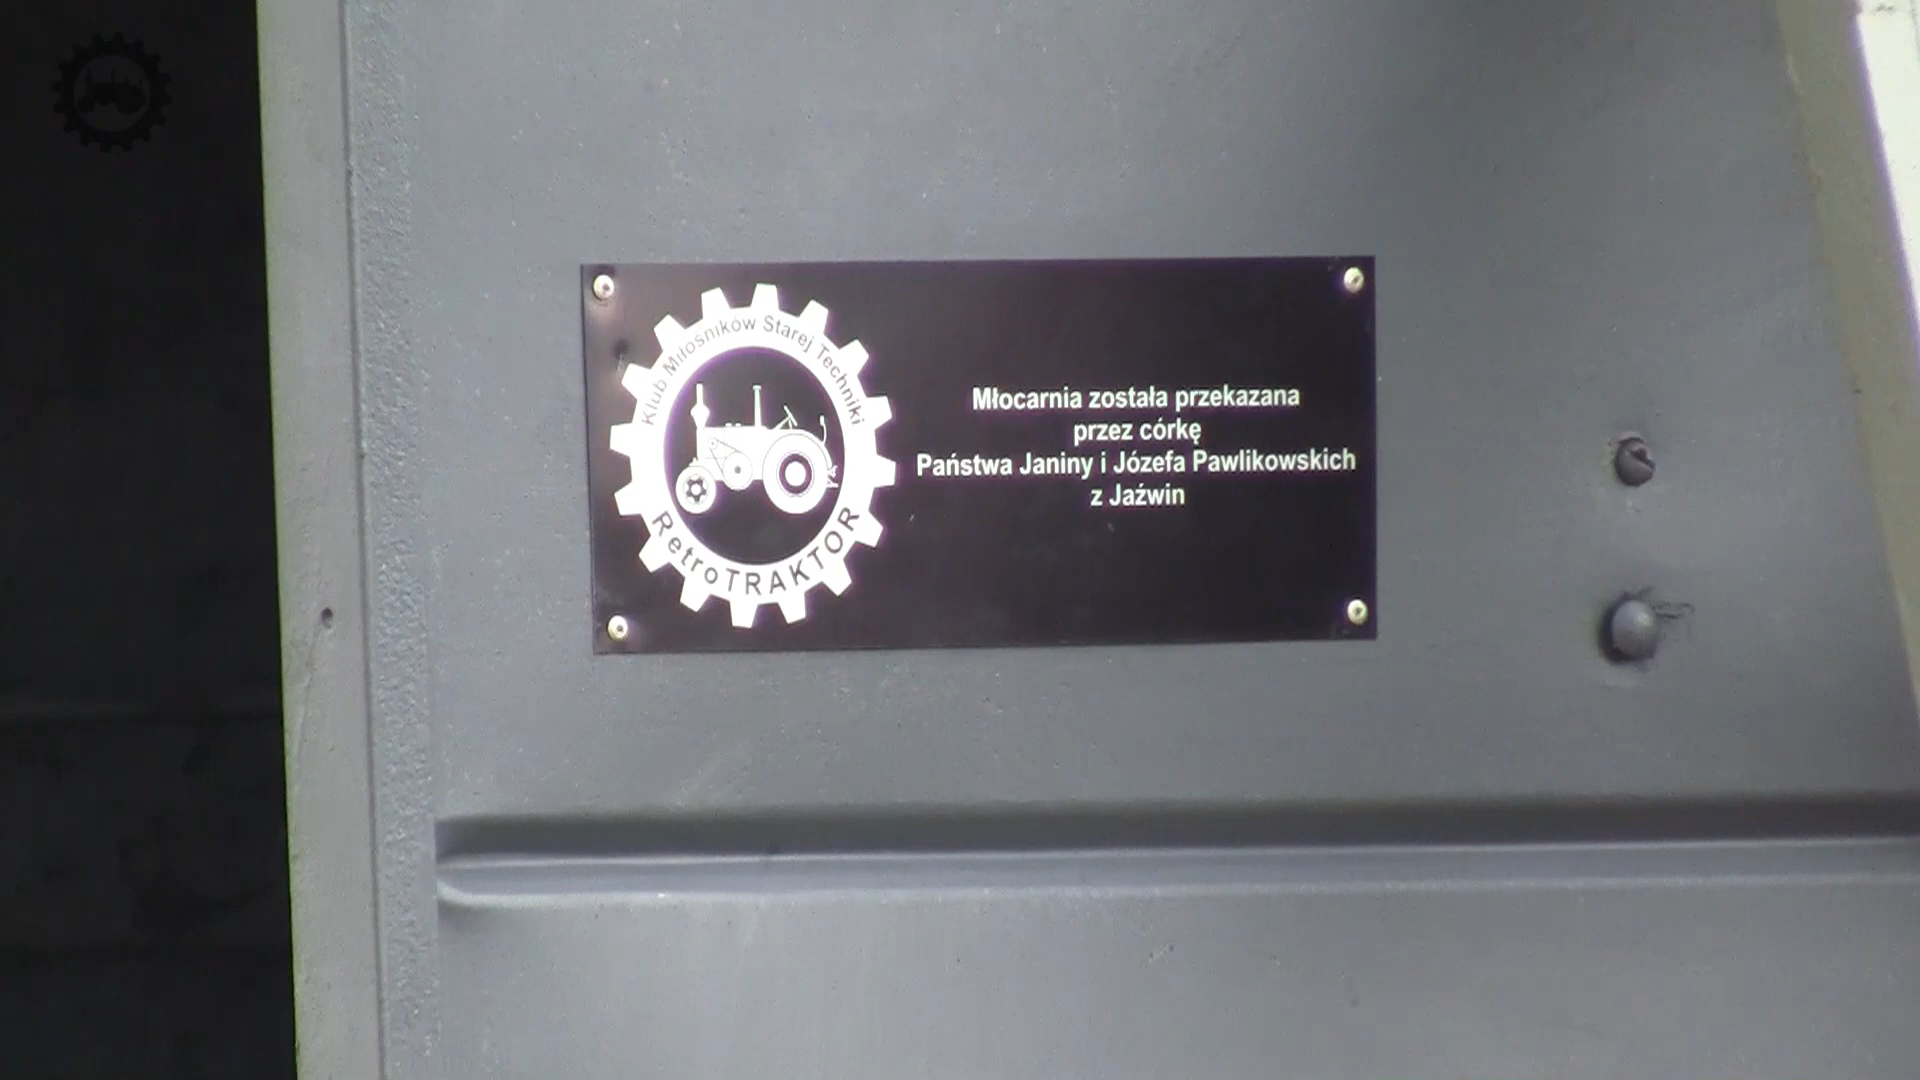 Klub Miłośników Starej Techniki
RetroTRAKTOR
Młocarnia została przekazana
przez córkę
Państwa Janiny i Józefa Pawlikowskich
z Jaźwin